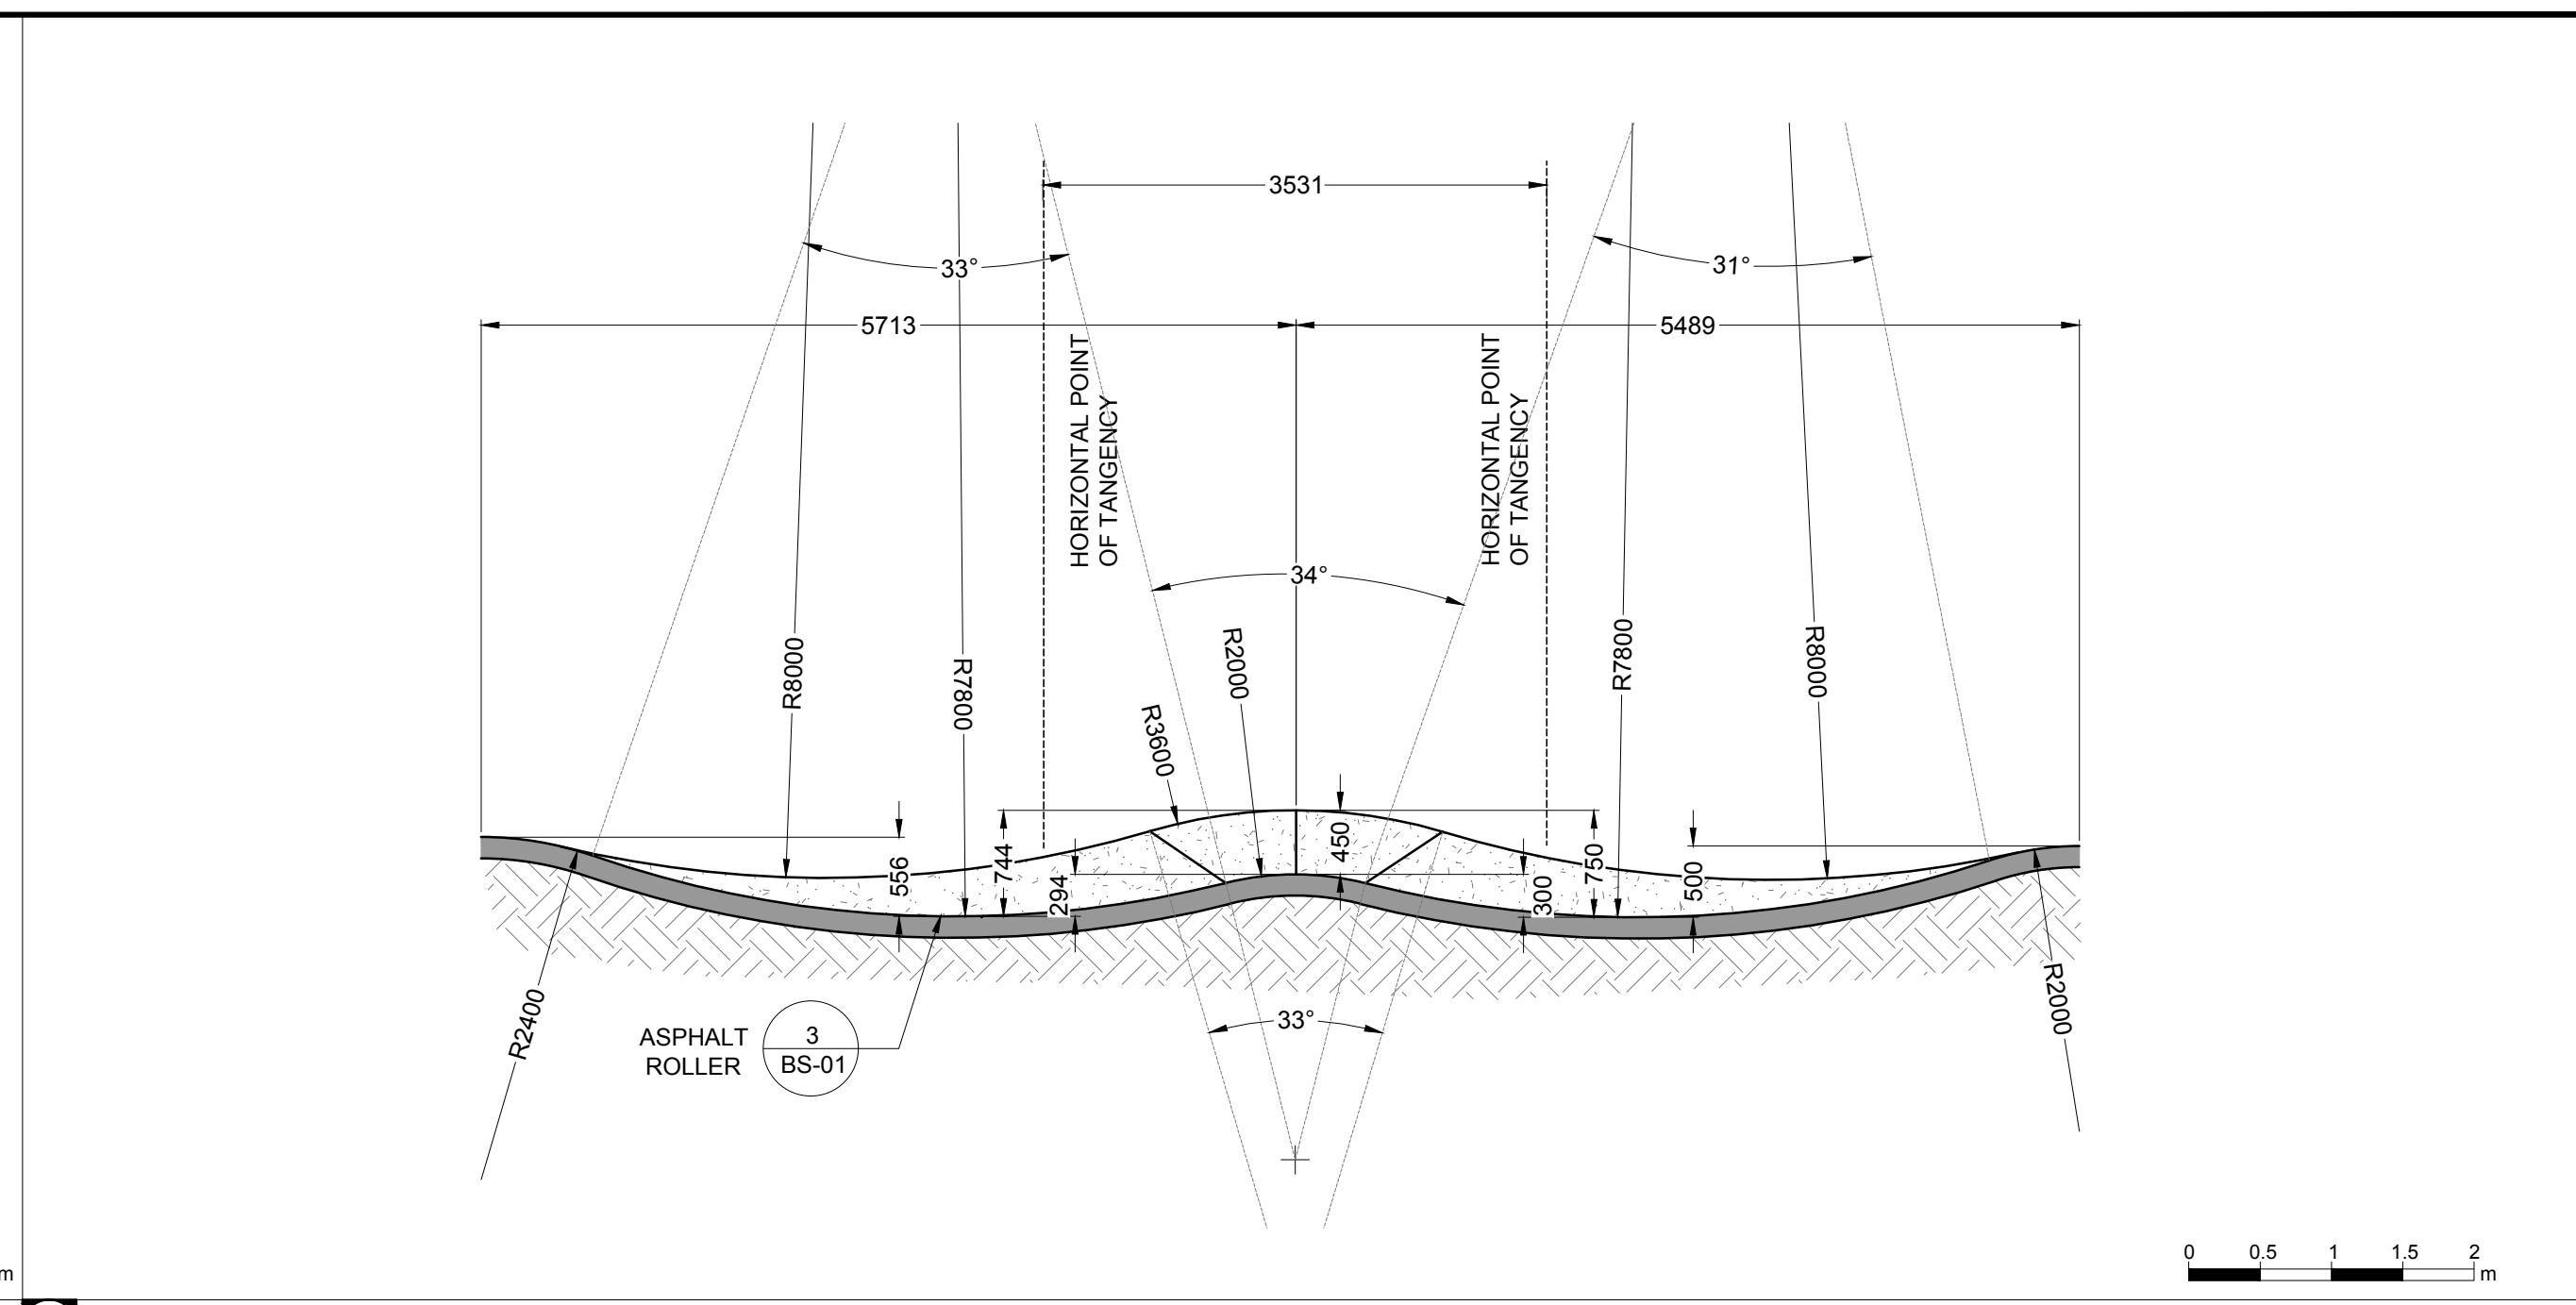 3531
33°
31°
5713
5489
HORIZONTAL POINT
OF TANGENCY
HORIZONTAL POINT
OF TANGENCY
34°
R8000
R7800
R2000
R3600
R7800
R8000
556
744
294
450
300
750
500
R2400
ASPHALT
ROLLER
3
BS-01
33°
R2000
0 0.5 1 1.5 2
m
m